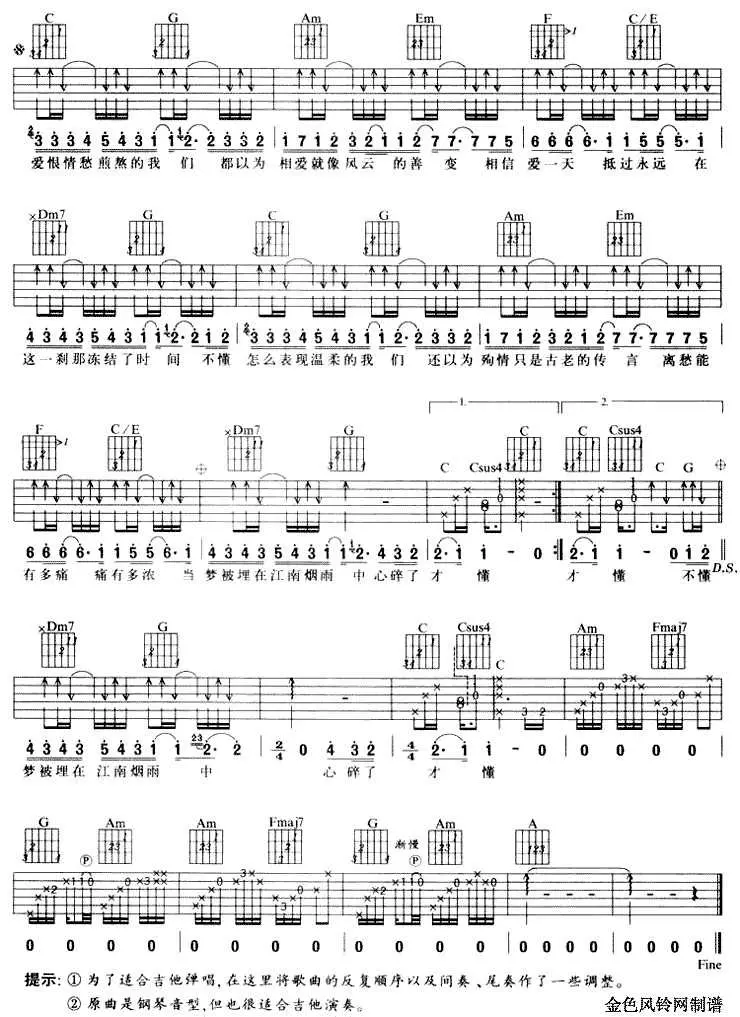 C G Am Em F C/E
3 3 3 4 5 4 3 1 1 2· 2 3 3 2 1 7 1 2 3 2 1 1 2 7 7· 7 7 5 6 6 6 6· 1 1 5 5· 1
爱恨情愁煎熬的我 们 都以为 相爱就像风云 的善 变 相信 爱一天 抵过永远 在
Dm7 G C G Am Em
4 3 4 3 5 4 3 1 1 2· 2 1 2 3 3 3 4 5 4 3 1 1 2· 2 3 3 2 1 7 1 2 3 2 1 2 7 7· 7 7 7 5
这一刹那冻结了时 间 不懂 怎么表现温柔的我 们 还以为 殉情只是古老的传 言 离愁能
1. 2.
F C/E Dm7 G C Csus4 C C Csus4 C G
6 6 6 6· 1 1 5 5 6· 1 4 3 4 3 5 4 3 1 1 2· 4 3 2 2· 1 1 - 0 2· 1 1 - 0 1 2
有多痛 痛有多浓 当 梦被埋在江南烟雨 中心碎了 才 懂 才 懂 不懂
D.S.
Dm7 G C Csus4 C Am Fmaj7
4 3 4 3 5 4 3 1 1 2· 2· 2/4 0 4 3 2 4/4 2· 1 1 - 0 0 0 0 0
梦被埋在 江南烟雨 中 心碎了 才 懂
G Am Am Fmaj7 G 渐慢 Am A
P P
0 0 0 0 0 0 0 0 0 0 0 0 0 0 0 0 0 0 0 0
Fine
提示: ① 为了适合吉他弹唱,在这里将歌曲的反复顺序以及间奏、尾奏作了一些调整。
② 原曲是钢琴音型,但也很适合吉他演奏。
金色风铃网制谱